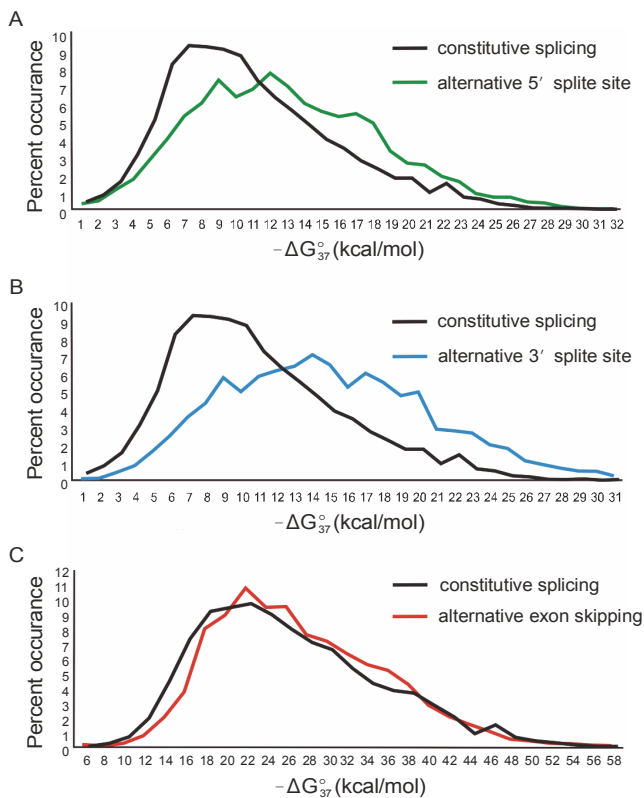 A
Percent occurance
10
9
8
7
6
5
4
3
2
1
0
constitutive splicing
alternative 5′ splite site
1 2 3 4 5 6 7 8 9 10 11 12 13 14 15 16 17 18 19 20 21 22 23 24 25 26 27 28 29 30 31 32
−ΔG°37 (kcal/mol)
B
Percent occurance
10
9
8
7
6
5
4
3
2
1
0
constitutive splicing
alternative 3′ splite site
1 2 3 4 5 6 7 8 9 10 11 12 13 14 15 16 17 18 19 20 21 22 23 24 25 26 27 28 29 30 31
−ΔG°37 (kcal/mol)
C
Percent occurance
12
11
10
9
8
7
6
5
4
3
2
1
0
constitutive splicing
alternative exon skipping
6 8 10 12 14 16 18 20 22 24 26 28 30 32 34 36 38 40 42 44 46 48 50 52 54 56 58
−ΔG°37 (kcal/mol)